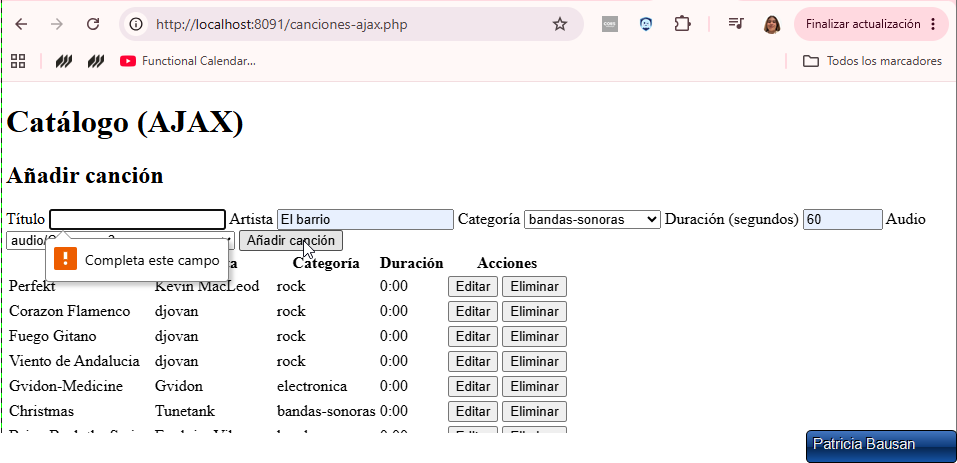 http://localhost:8091/canciones-ajax.php
Finalizar actualización
Functional Calendar...
Todos los marcadores
Catálogo (AJAX)
Añadir canción
Título Artista El barrio Categoría bandas-sonoras Duración (segundos) 60 Audio
Añadir canción
Completa este campo
Categoría Duración Acciones
Perfekt Kevin MacLeod rock 0:00 Editar Eliminar
Corazon Flamenco djovan rock 0:00 Editar Eliminar
Fuego Gitano djovan rock 0:00 Editar Eliminar
Viento de Andalucia djovan rock 0:00 Editar Eliminar
Gvidon-Medicine Gvidon electronica 0:00 Editar Eliminar
Christmas Tunetank bandas-sonoras 0:00 Editar Eliminar
Patricia Bausan